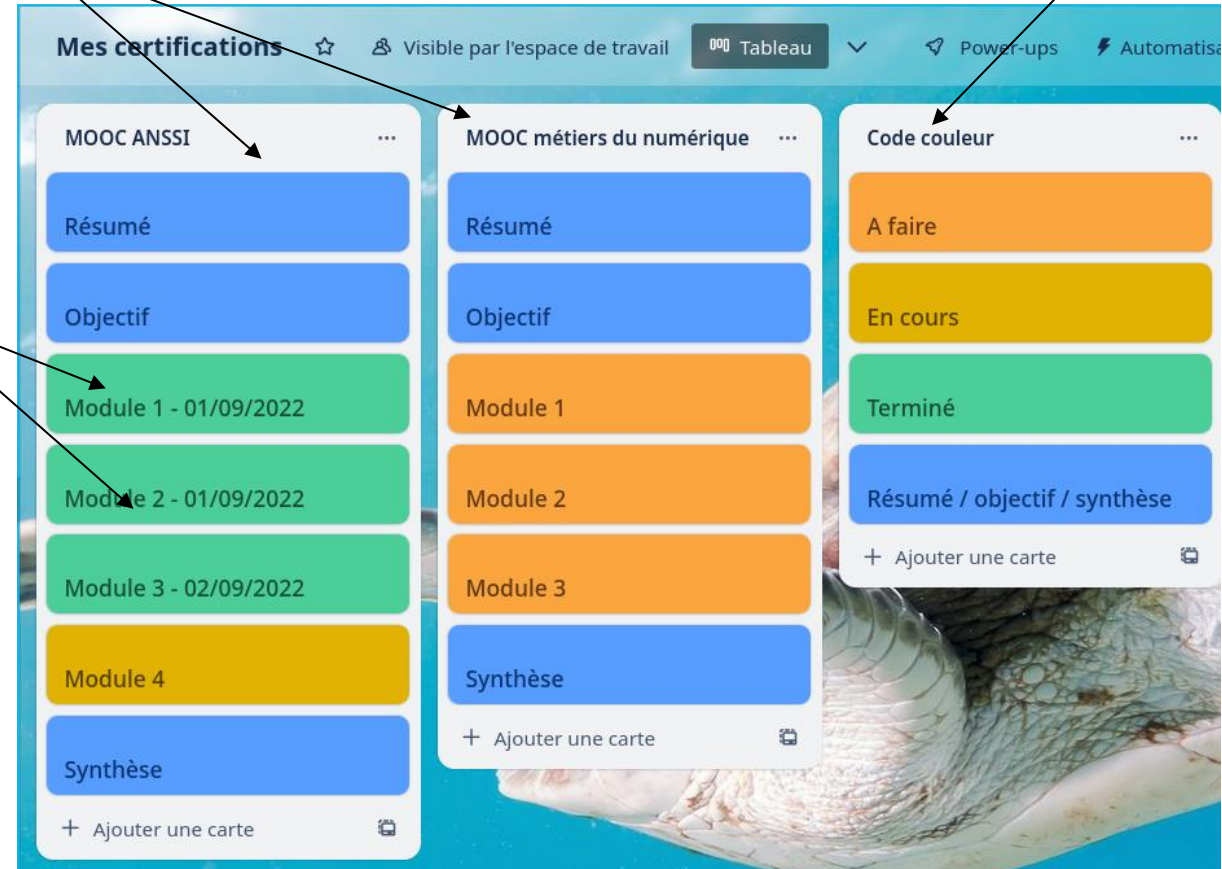 Mes certifications
Visible par l'espace de travail
Tableau
Power-ups
Automatisa
MOOC ANSSI
Résumé
Objectif
Module 1 - 01/09/2022
Module 2 - 01/09/2022
Module 3 - 02/09/2022
Module 4
Synthèse
+ Ajouter une carte
MOOC métiers du numérique
Résumé
Objectif
Module 1
Module 2
Module 3
Synthèse
+ Ajouter une carte
Code couleur
A faire
En cours
Terminé
Résumé / objectif / synthèse
+ Ajouter une carte